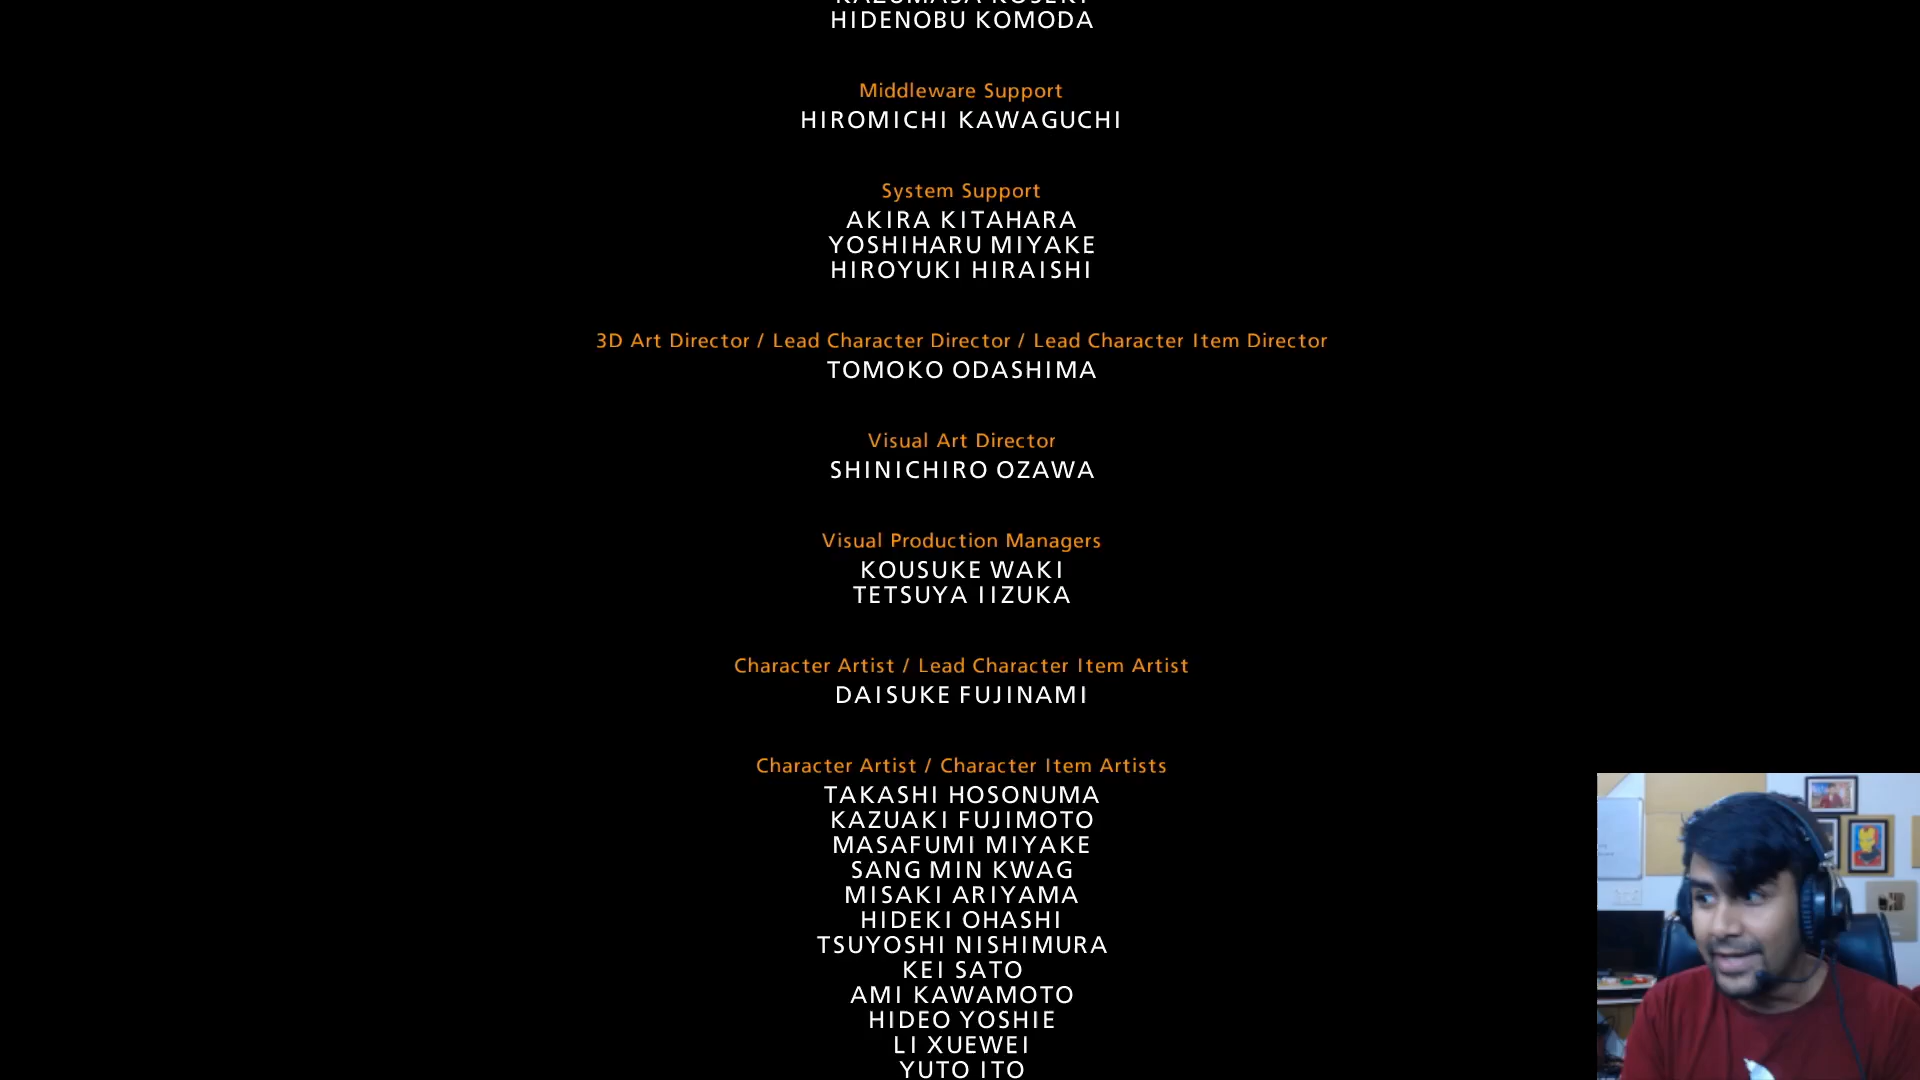 HIDENOBU KOMODA
Middleware Support
HIROMICHI KAWAGUCHI
System Support
AKIRA KITAHARA
YOSHIHARU MIYAKE
HIROYUKI HIRAISHI
3D Art Director / Lead Character Director / Lead Character Item Director
TOMOKO ODASHIMA
Visual Art Director
SHINICHIRO OZAWA
Visual Production Managers
KOUSUKE WAKI
TETSUYA IIZUKA
Character Artist / Lead Character Item Artist
DAISUKE FUJINAMI
Character Artist / Character Item Artists
TAKASHI HOSONUMA
KAZUAKI FUJIMOTO
MASAFUMI MIYAKE
SANG MIN KWAG
MISAKI ARIYAMA
HIDEKI OHASHI
TSUYOSHI NISHIMURA
KEI SATO
AMI KAWAMOTO
HIDEO YOSHIE
LI XUEWEI
YUTO ITO